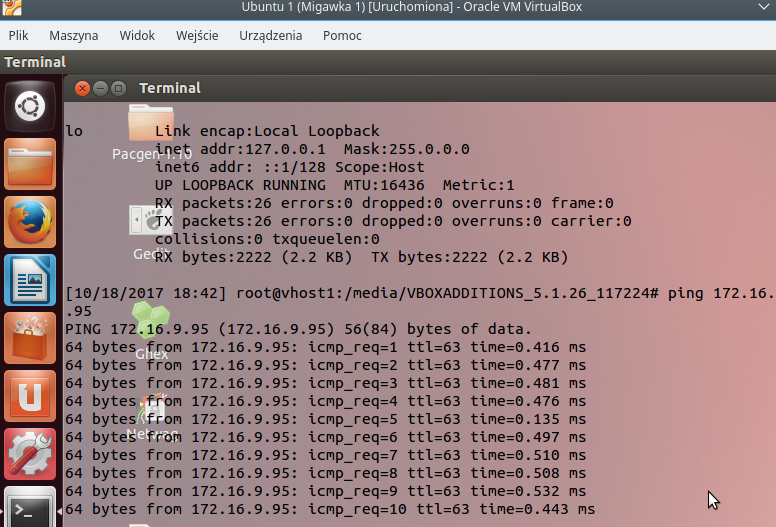 Ubuntu 1 (Migawka 1) [Uruchomiona] - Oracle VM VirtualBox
Plik Maszyna Widok Wejście Urządzenia Pomoc
Terminal
Terminal
lo Link encap:Local Loopback
inet addr:127.0.0.1 Mask:255.0.0.0
Pacgen-1.10
inet6 addr: ::1/128 Scope:Host
UP LOOPBACK RUNNING MTU:16436 Metric:1
RX packets:26 errors:0 dropped:0 overruns:0 frame:0
TX packets:26 errors:0 dropped:0 overruns:0 carrier:0
collisions:0 txqueuelen:0
Gedit
RX bytes:2222 (2.2 KB) TX bytes:2222 (2.2 KB)
[10/18/2017 18:42] root@vhost1:/media/VBOXADDITIONS_5.1.26_117224# ping 172.16.9
.95
PING 172.16.9.95 (172.16.9.95) 56(84) bytes of data.
64 bytes from 172.16.9.95: icmp_req=1 ttl=63 time=0.416 ms
Ghex
64 bytes from 172.16.9.95: icmp_req=2 ttl=63 time=0.477 ms
64 bytes from 172.16.9.95: icmp_req=3 ttl=63 time=0.481 ms
64 bytes from 172.16.9.95: icmp_req=4 ttl=63 time=0.476 ms
64 bytes from 172.16.9.95: icmp_req=5 ttl=63 time=0.135 ms
Netwag
64 bytes from 172.16.9.95: icmp_req=6 ttl=63 time=0.497 ms
64 bytes from 172.16.9.95: icmp_req=7 ttl=63 time=0.510 ms
64 bytes from 172.16.9.95: icmp_req=8 ttl=63 time=0.508 ms
64 bytes from 172.16.9.95: icmp_req=9 ttl=63 time=0.532 ms
64 bytes from 172.16.9.95: icmp_req=10 ttl=63 time=0.443 ms